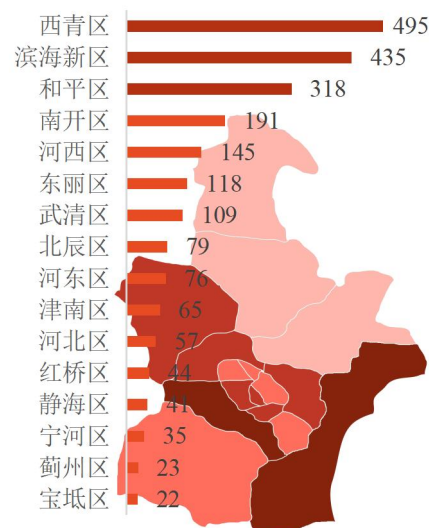 西青区 495
滨海新区 435
和平区 318
南开区 191
河西区 145
东丽区 118
武清区 109
北辰区 79
河东区 76
津南区 65
河北区 57
红桥区 44
静海区 41
宁河区 35
蓟州区 23
宝坻区 22